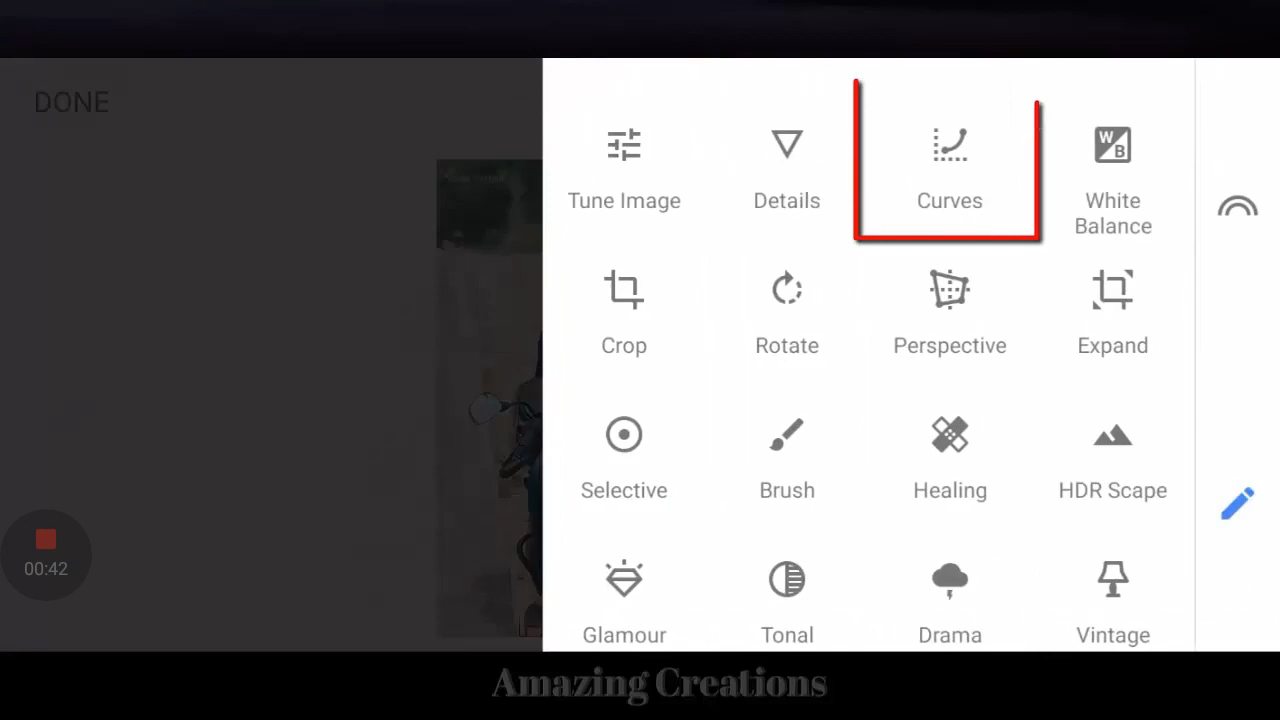 DONE
Tune Image
Details
Curves
W
B
White
Balance
Crop
Rotate
Perspective
Expand
Selective
Brush
Healing
HDR Scape
00:42
Glamour
Tonal
Drama
Vintage
Amazing Creations